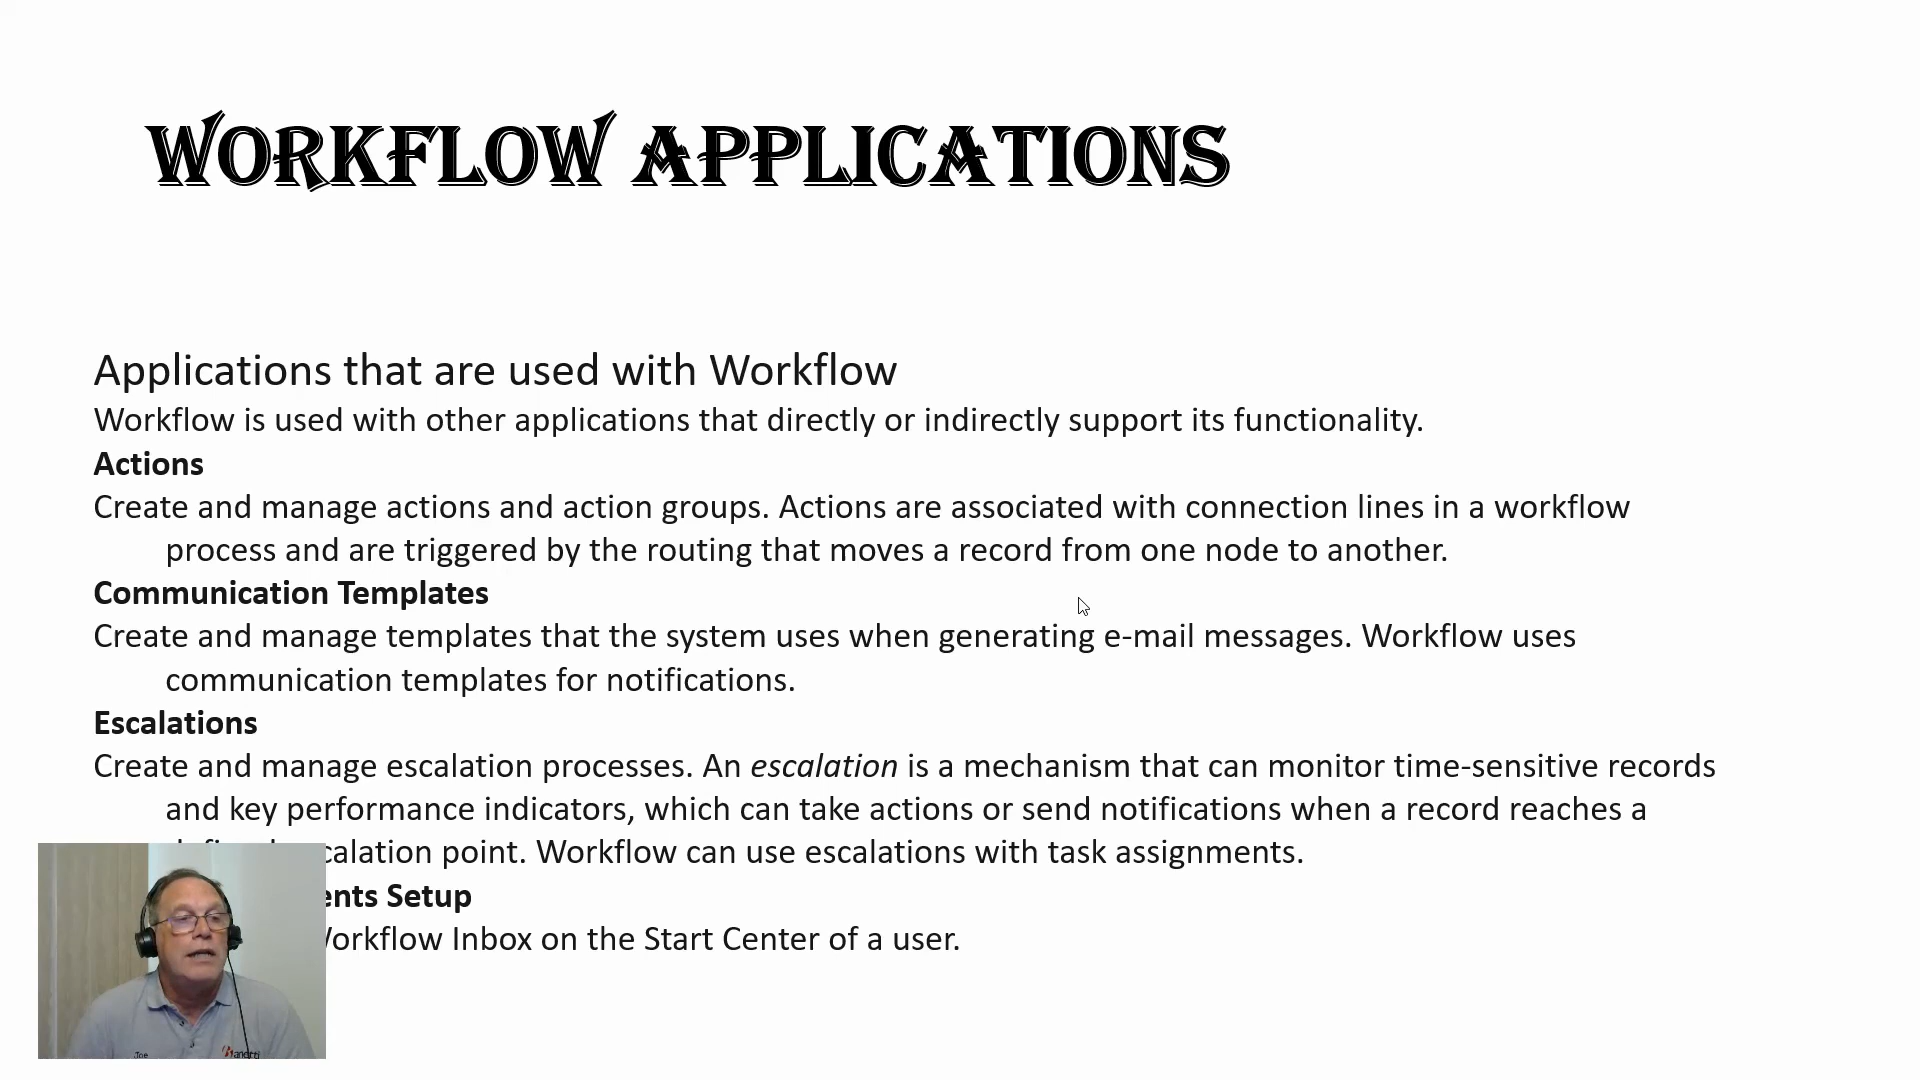 WORKFLOW APPLICATIONS
Applications that are used with Workflow
Workflow is used with other applications that directly or indirectly support its functionality.
Actions
Create and manage actions and action groups. Actions are associated with connection lines in a workflow
process and are triggered by the routing that moves a record from one node to another.
Communication Templates
Create and manage templates that the system uses when generating e-mail messages. Workflow uses
communication templates for notifications.
Escalations
Create and manage escalation processes. An escalation is a mechanism that can monitor time-sensitive records
and key performance indicators, which can take actions or send notifications when a record reaches a
point. Workflow can use escalations with task assignments.
Setup
Inbox on the Start Center of a user.
Joe